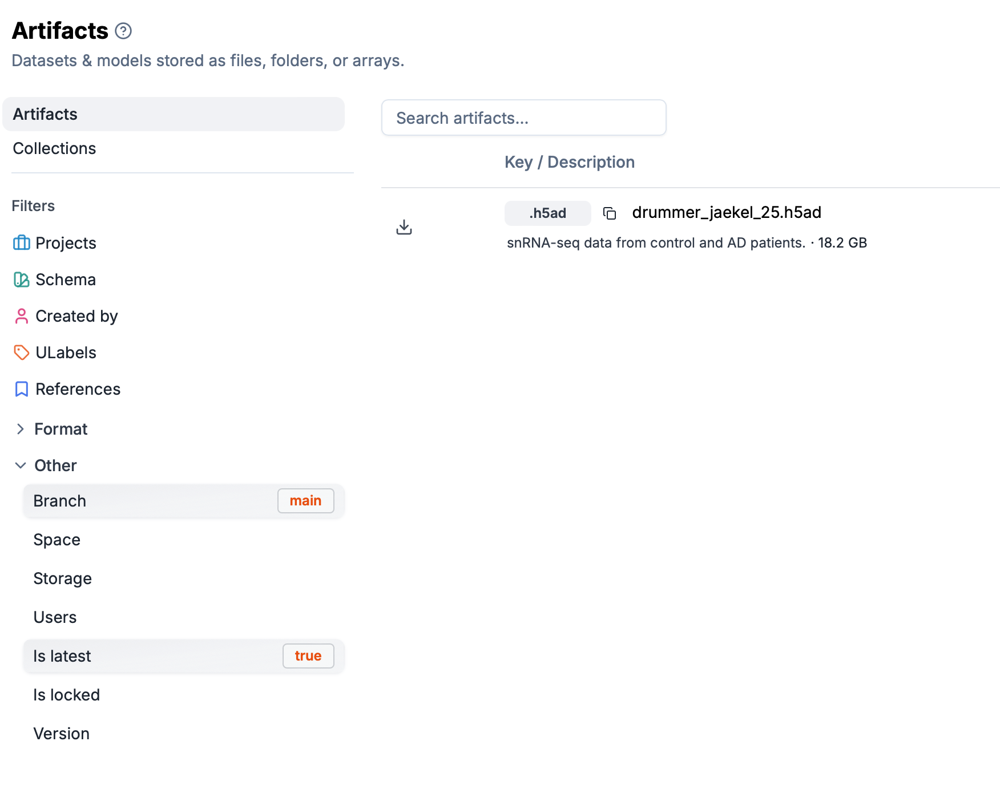 Artifacts
Datasets & models stored as files, folders, or arrays.
Artifacts
Collections
Filters
Projects
Schema
Created by
ULabels
References
Format
Other
Branch main
Space
Storage
Users
Is latest true
Is locked
Version
Search artifacts...
Key / Description
.h5ad drummer_jaekel_25.h5ad
snRNA-seq data from control and AD patients. · 18.2 GB